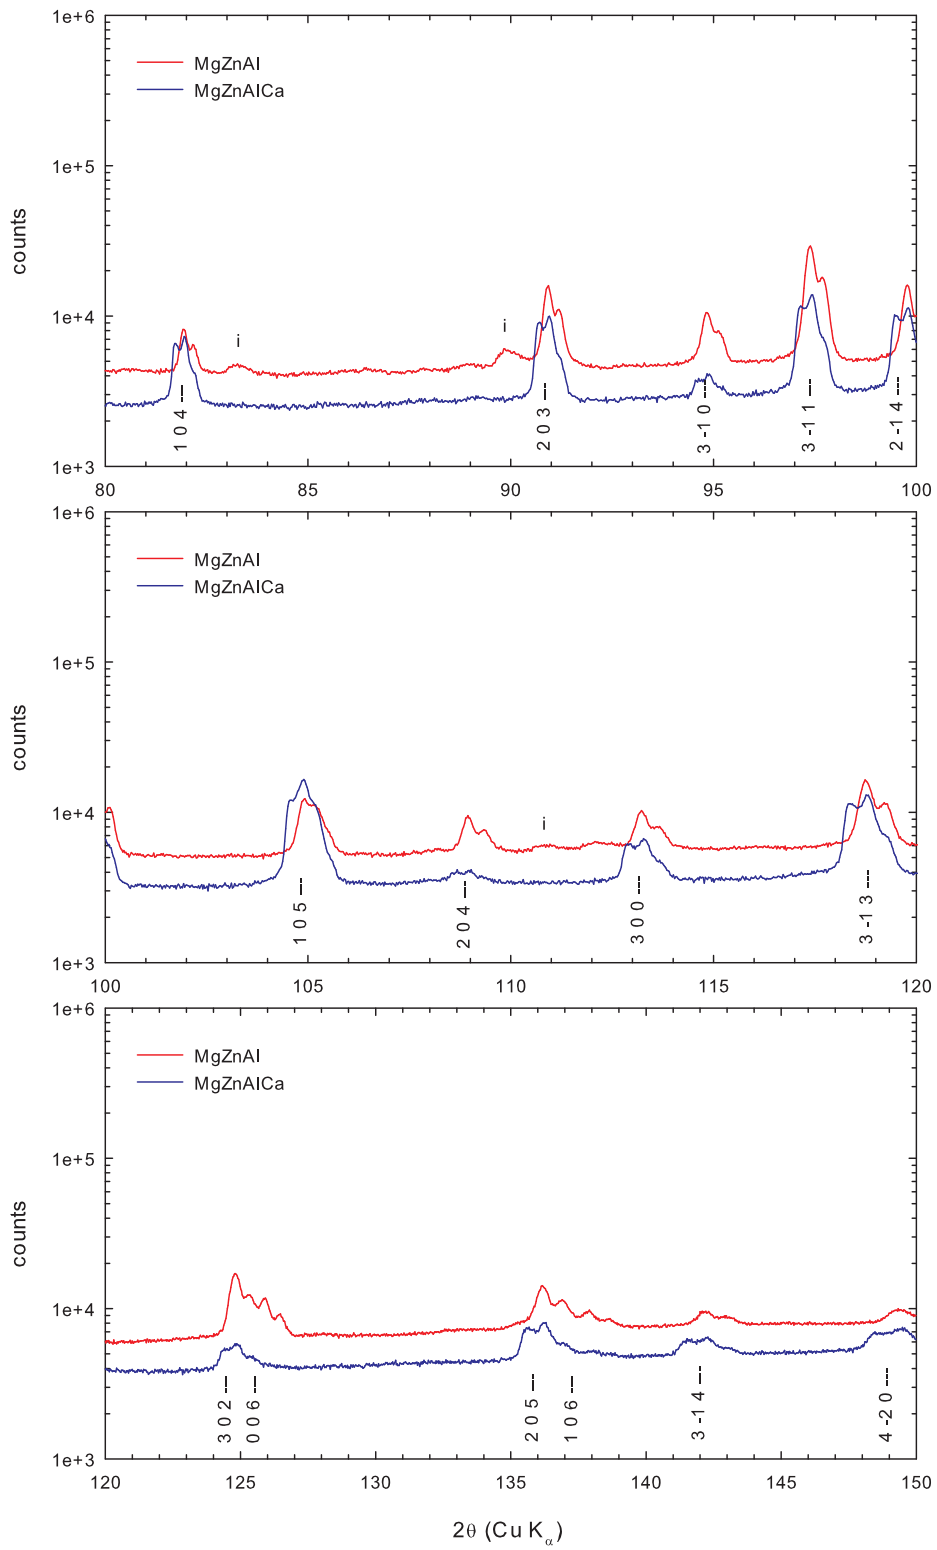 1e+6
MgZnAl
MgZnAlCa
1e+5
counts
i
i
1e+4
1 0 4
2 0 3
3 -1 0
3 -1 1
2 -1 4
1e+3
80 85 90 95 100
1e+6
MgZnAl
MgZnAlCa
1e+5
counts
1e+4
i
1 0 5
2 0 4
3 0 0
3 -1 3
1e+3
100 105 110 115 120
1e+6
MgZnAl
MgZnAlCa
1e+5
counts
1e+4
3 0 2
0 0 6
2 0 5
1 0 6
3 -1 4
4 -2 0
1e+3
120 125 130 135 140 145 150
2θ (Cu Kα)